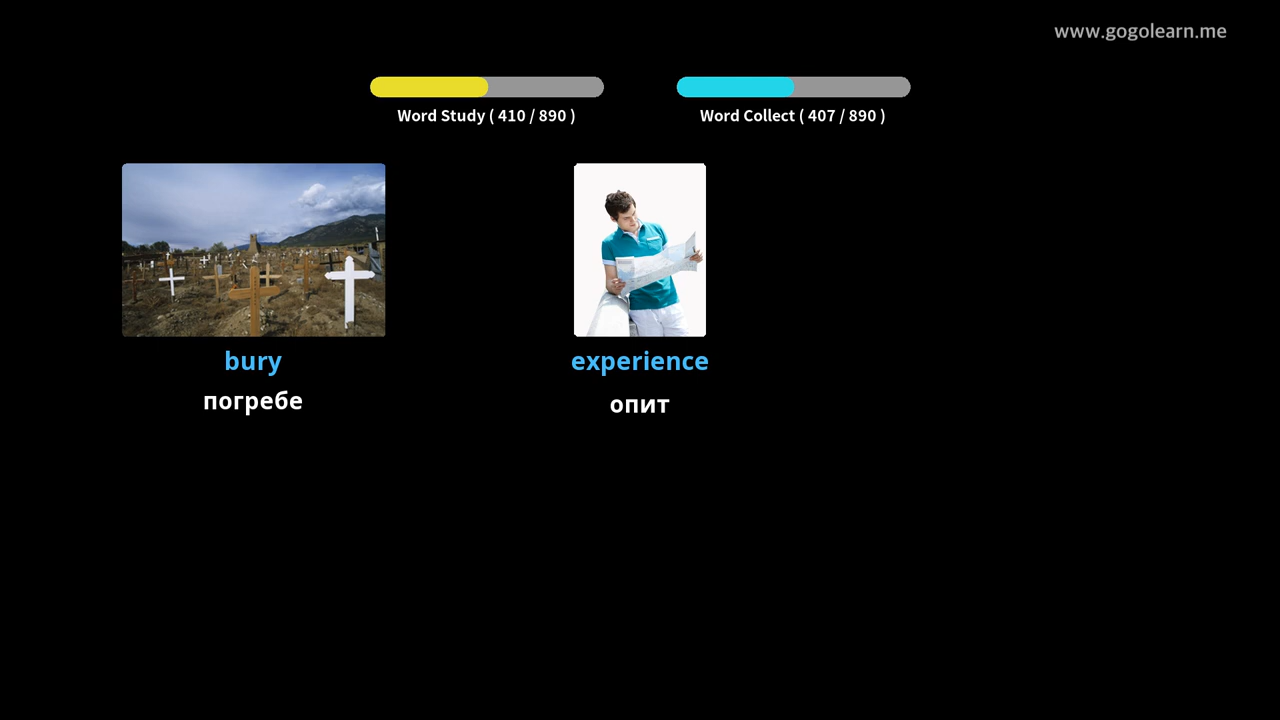 www.gogolearn.me
Word Study ( 410 / 890 )
Word Collect ( 407 / 890 )
bury
погребе
experience
опит